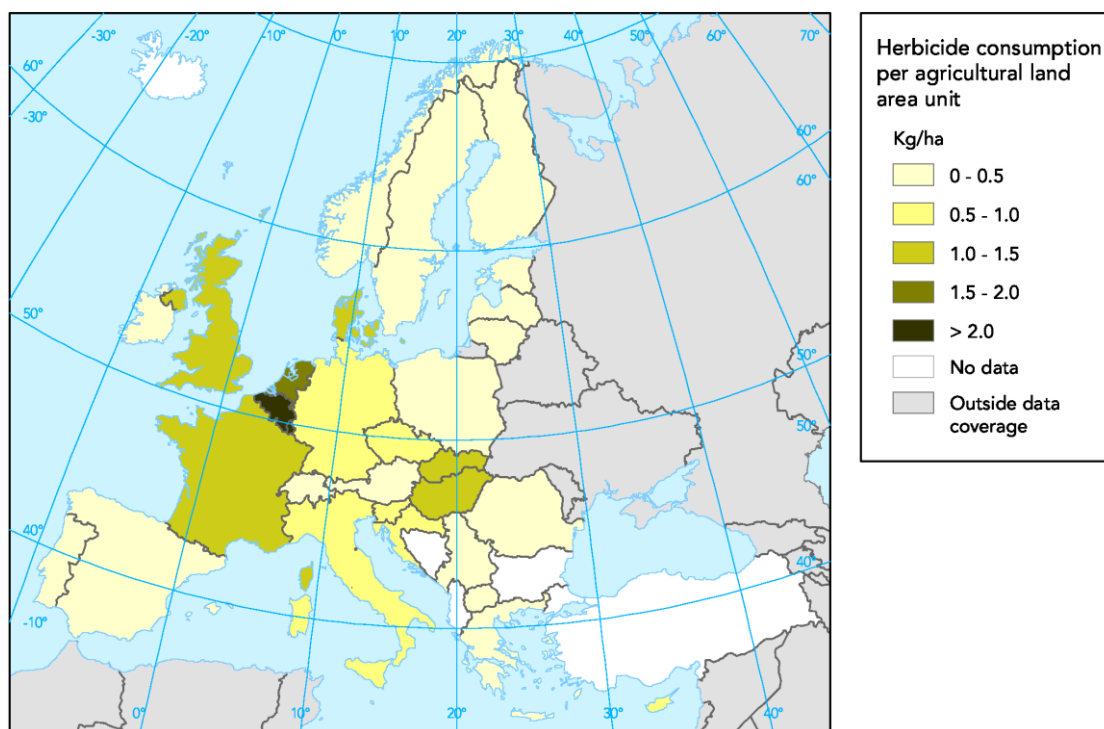 -30° -20° -10° 0° 10° 20° 30° 40° 50° 60° 70°
60°
-30°
50°
40°
-10°
60°
60°
50°
50°
40°
0° 10° 20° 30° 40°
Herbicide consumption
per agricultural land
area unit
Kg/ha
0 - 0.5
0.5 - 1.0
1.0 - 1.5
1.5 - 2.0
> 2.0
No data
Outside data
coverage